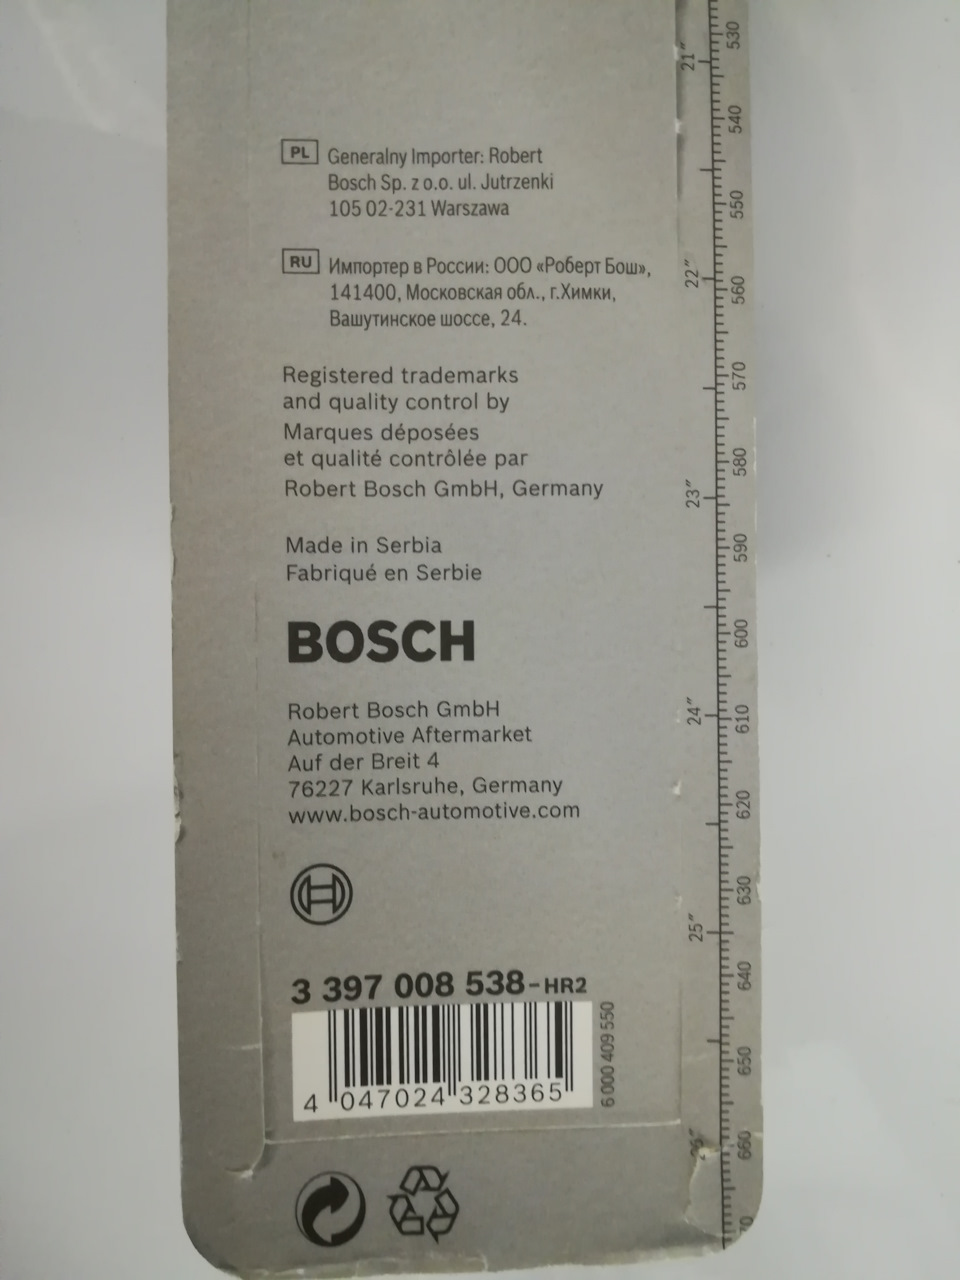 PL Generalny Importer: Robert
Bosch Sp. z o.o. ul. Jutrzenki
105 02-231 Warszawa
RU Импортер в России: ООО «Роберт Бош»,
141400, Московская обл., г.Химки,
Вашутинское шоссе, 24.
Registered trademarks
and quality control by
Marques déposées
et qualité contrôlée par
Robert Bosch GmbH, Germany
Made in Serbia
Fabriqué en Serbie
BOSCH
Robert Bosch GmbH
Automotive Aftermarket
Auf der Breit 4
76227 Karlsruhe, Germany
www.bosch-automotive.com
3 397 008 538-HR2
4 047024 328365
6 000 409 550
21"
22"
23"
24"
25"
26"
530
540
550
560
570
580
590
600
610
620
630
640
650
660